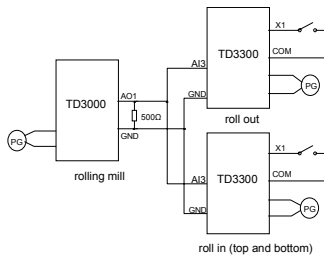 X1
COM
AI3
TD3300
PG
GND
roll out
TD3000
AO1
500Ω
GND
PG
rolling mill
X1
COM
AI3
TD3300
PG
GND
roll in (top and bottom)